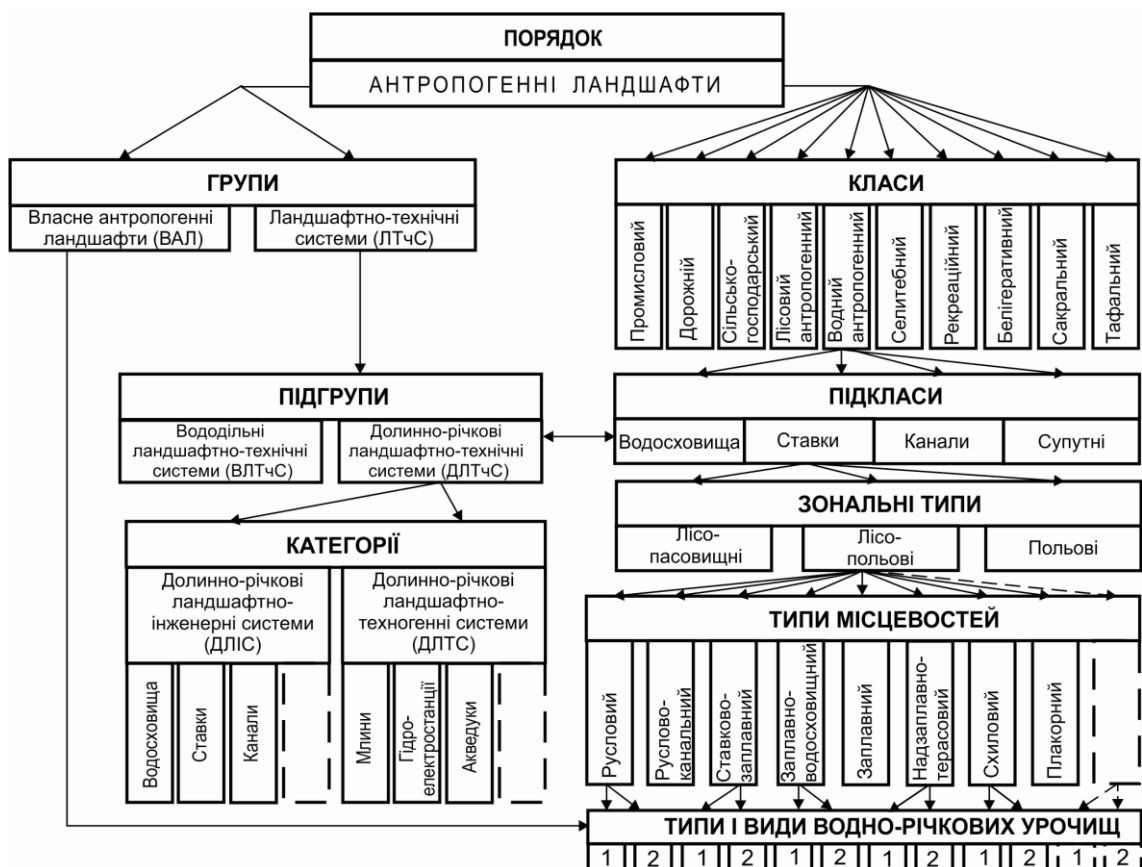 ПОРЯДОК
АНТРОПОГЕННІ ЛАНДШАФТИ
ГРУПИ
Власне антропогенні
ландшафти (ВАЛ)
Ландшафтно-технічні
системи (ЛТчС)
КЛАСИ
Промисловий
Дорожній
Сільсько-
господарський
Лісовий
антропогенний
Водний
антропогенний
Селитебний
Рекреаційний
Белігеративний
Сакральний
Тафальний
ПІДГРУПИ
Вододільні
ландшафтно-технічні
системи (ВЛТчС)
Долинно-річкові
ландшафтно-технічні
системи (ДЛТчС)
ПІДКЛАСИ
Водосховища
Ставки
Канали
Супутні
ЗОНАЛЬНІ ТИПИ
Лісо-
пасовищні
Лісо-
польові
Польові
КАТЕГОРІЇ
Долинно-річкові
ландшафтно-
інженерні системи
(ДЛІС)
Долинно-річкові
ландшафтно-
техногенні системи
(ДЛТС)
Водосховища
Ставки
Канали
Млини
Гідро-
електростанції
Акведуки
ТИПИ МІСЦЕВОСТЕЙ
Русловий
Руслово-
канальний
Ставково-
заплавний
Заплавно-
водосховищний
Заплавний
Надзаплавно-
терасовий
Схиловий
Плакорний
ТИПИ І ВИДИ ВОДНО-РІЧКОВИХ УРОЧИЩ
1 2 1 2 1 2 1 2 1 2 1 2